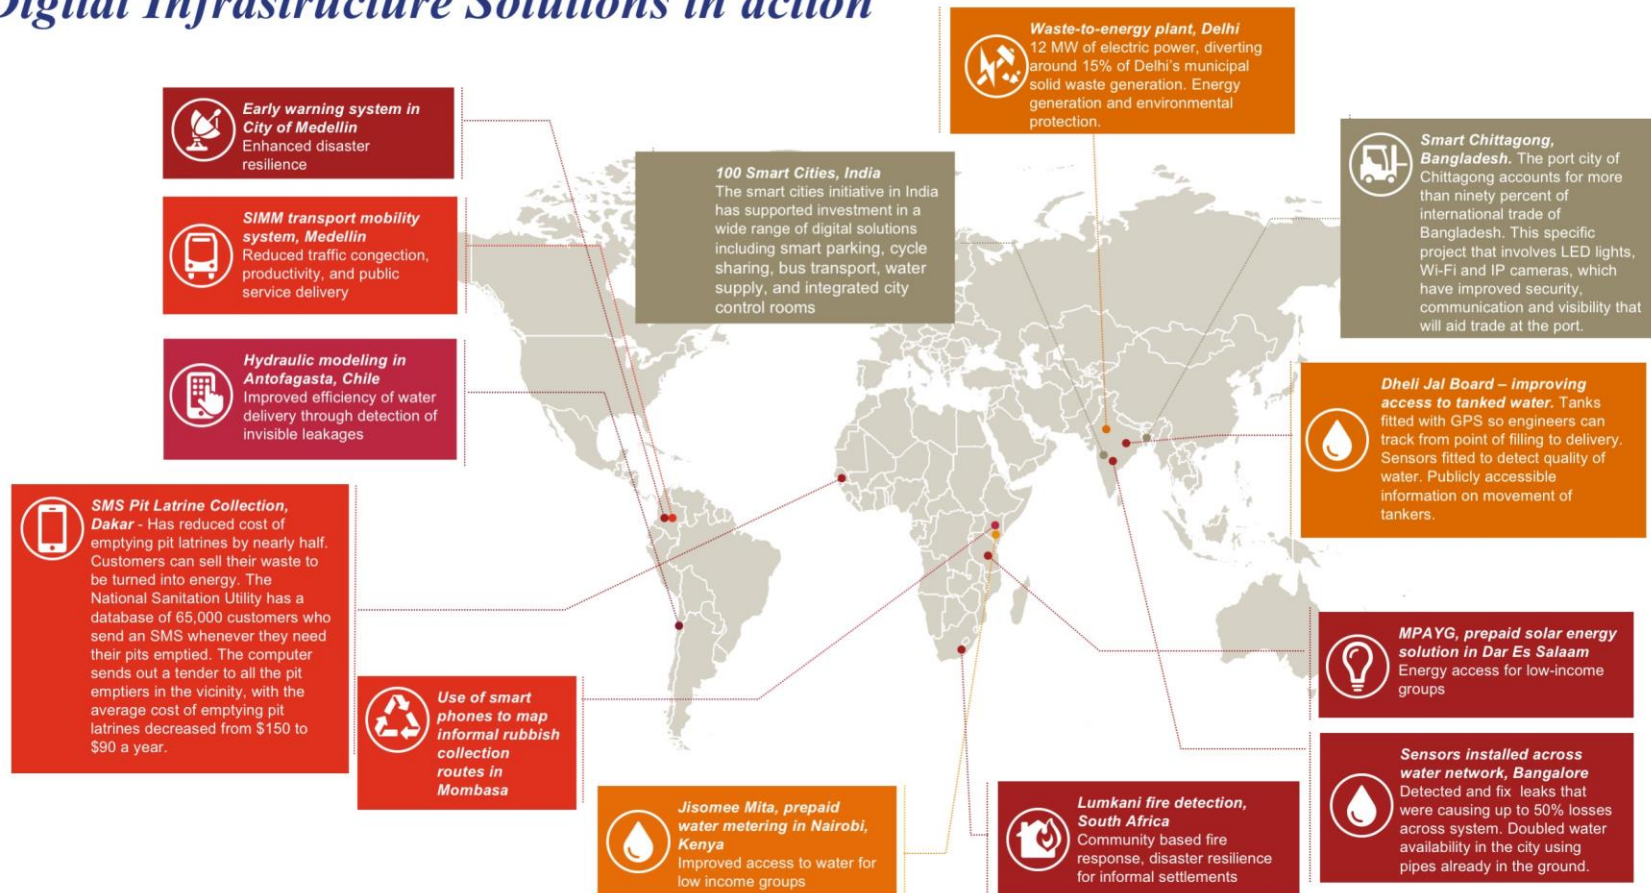 Digital Infrastructure Solutions in action
Early warning system in
City of Medellin
Enhanced disaster
resilience
SIMM transport mobility
system, Medellin
Reduced traffic congestion,
productivity, and public
service delivery
Hydraulic modeling in
Antofagasta, Chile
Improved efficiency of water
delivery through detection of
invisible leakages
SMS Pit Latrine Collection,
Dakar - Has reduced cost of
emptying pit latrines by nearly half.
Customers can sell their waste to
be turned into energy. The
National Sanitation Utility has a
database of 65,000 customers who
send an SMS whenever they need
their pits emptied. The computer
sends out a tender to all the pit
emptiers in the vicinity, with the
average cost of emptying pit
latrines decreased from $150 to
$90 a year.
Use of smart
phones to map
informal rubbish
collection
routes in
Mombasa
100 Smart Cities, India
The smart cities initiative in India
has supported investment in a
wide range of digital solutions
including smart parking, cycle
sharing, bus transport, water
supply, and integrated city
control rooms
Jisomee Mita, prepaid
water metering in Nairobi,
Kenya
Improved access to water for
low income groups
Waste-to-energy plant, Delhi
12 MW of electric power, diverting
around 15% of Delhi's municipal
solid waste generation. Energy
generation and environmental
protection.
Lumkani fire detection,
South Africa
Community based fire
response, disaster resilience
for informal settlements
Smart Chittagong,
Bangladesh. The port city of
Chittagong accounts for more
than ninety percent of
international trade of
Bangladesh. This specific
project that involves LED lights,
Wi-Fi and IP cameras, which
have improved security,
communication and visibility that
will aid trade at the port.
Dheli Jal Board – improving
access to tanked water. Tanks
fitted with GPS so engineers can
track from point of filling to delivery.
Sensors fitted to detect quality of
water. Publicly accessible
information on movement of
tankers.
MPAYG, prepaid solar energy
solution in Dar Es Salaam
Energy access for low-income
groups
Sensors installed across
water network, Bangalore
Detected and fix leaks that
were causing up to 50% losses
across system. Doubled water
availability in the city using
pipes already in the ground.